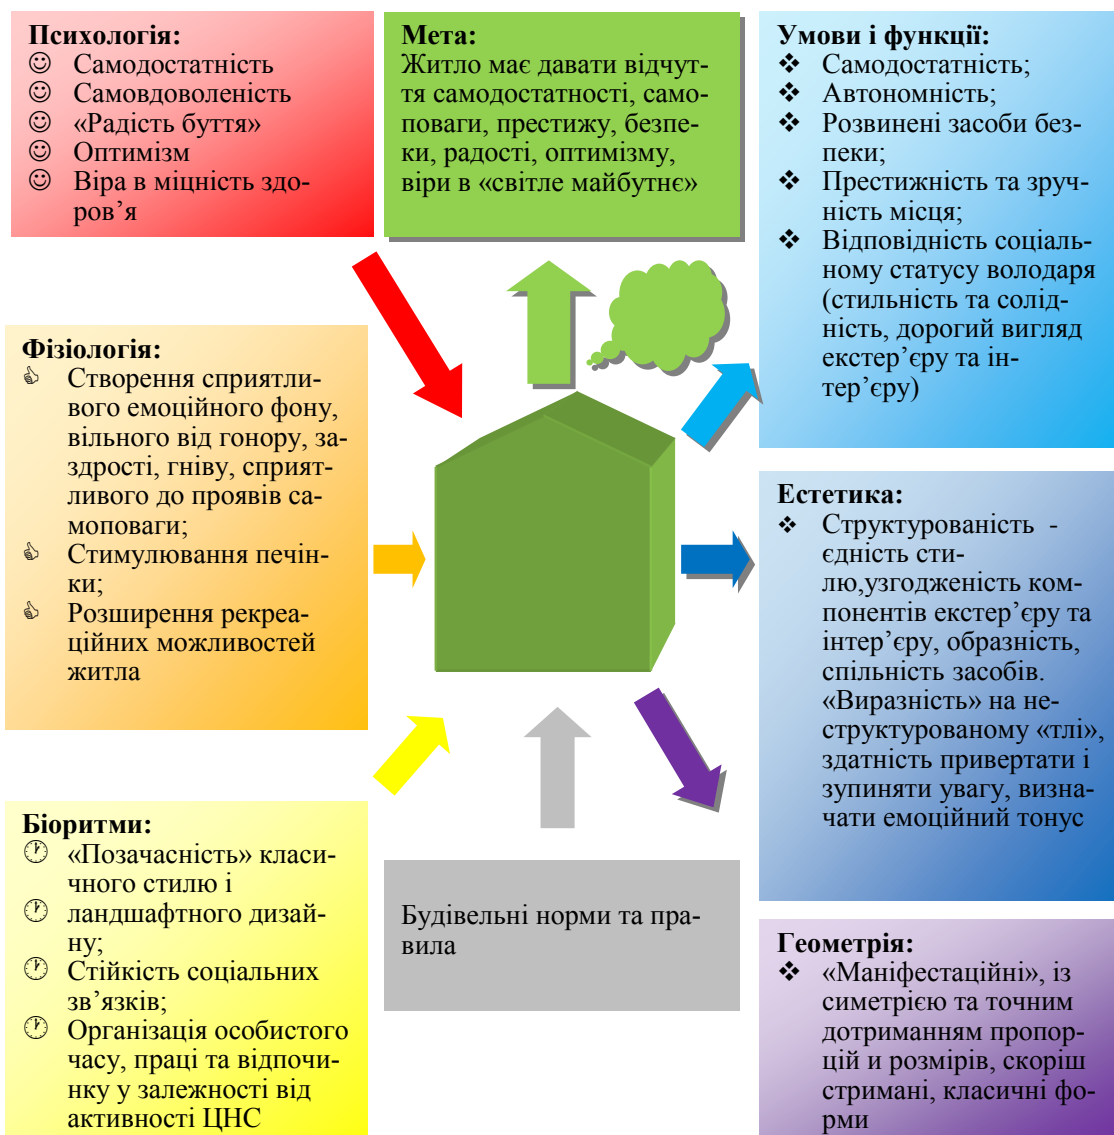 Психологія:
☺ Самодостатність
☺ Самовдоволеність
☺ «Радість буття»
☺ Оптимізм
☺ Віра в міцність здо-
ров’я
Мета:
Житло має давати відчут-
тя самодостатності, само-
поваги, престижу, безпе-
ки, радості, оптимізму,
віри в «світле майбутнє»
Умови і функції:
❖ Самодостатність;
❖ Автономність;
❖ Розвинені засоби без-
пеки;
❖ Престижність та зруч-
ність місця;
❖ Відповідність соціаль-
ному статусу володаря
(стильність та солід-
ність, дорогий вигляд
екстер’єру та ін-
тер’єру)
Фізіологія:
Створення сприятли-
вого емоційного фону,
вільного від гонору, за-
здрості, гніву, сприят-
ливого до проявів са-
моповаги;
Стимулювання печін-
ки;
Розширення рекреа-
ційних можливостей
житла
Естетика:
❖ Структурованість -
єдність сти-
лю,узгодженість ком-
понентів екстер’єру та
інтер’єру, образність,
спільність засобів.
«Виразність» на не-
структурованому «тлі»,
здатність привертати і
зупиняти увагу, визна-
чати емоційний тонус
Біоритми:
«Позачасність» класи-
чного стилю і
ландшафтного дизай-
ну;
Стійкість соціальних
зв’язків;
Організація особистого
часу, праці та відпочи-
нку у залежності від
активності ЦНС
Будівельні норми та пра-
вила
Геометрія:
❖ «Маніфестаційні», із
симетрією та точним
дотриманням пропор-
цій и розмірів, скоріш
стримані, класичні фо-
рми